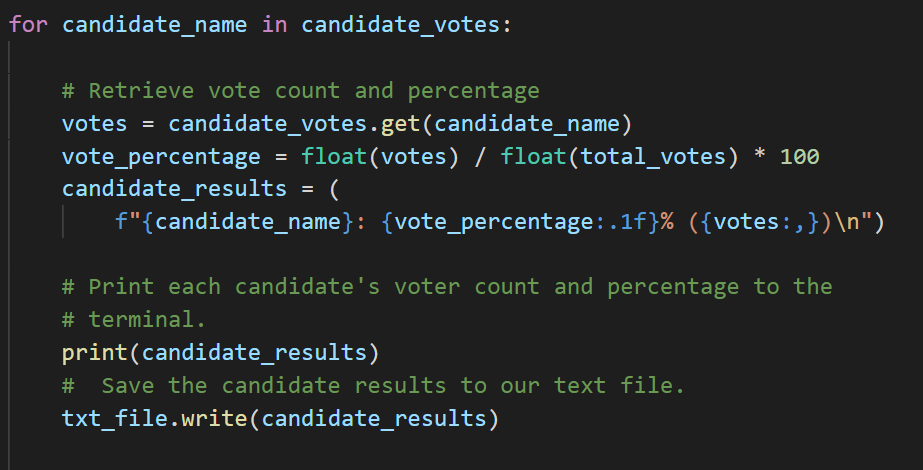 for candidate_name in candidate_votes:
# Retrieve vote count and percentage
votes = candidate_votes.get(candidate_name)
vote_percentage = float(votes) / float(total_votes) * 100
candidate_results = (
f"{candidate_name}: {vote_percentage:.1f}% ({votes:,})\n")
# Print each candidate's voter count and percentage to the
# terminal.
print(candidate_results)
#  Save the candidate results to our text file.
txt_file.write(candidate_results)